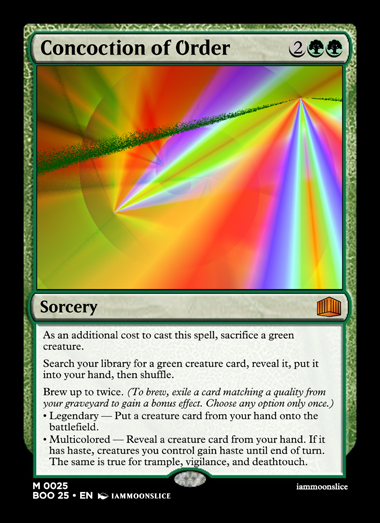 Concoction of Order 2
Sorcery
As an additional cost to cast this spell, sacrifice a green
creature.
Search your library for a green creature card, reveal it, put it
into your hand, then shuffle.
Brew up to twice. (To brew, exile a card matching a quality from
your graveyard to gain a bonus effect. Choose any option only once.)
• Legendary — Put a creature card from your hand onto the
battlefield.
• Multicolored — Reveal a creature card from your hand. If it
has haste, creatures you control gain haste until end of turn.
The same is true for trample, vigilance, and deathtouch.
M 0025
BOO 25 • EN IAMMOONSLICE
iammoonslice